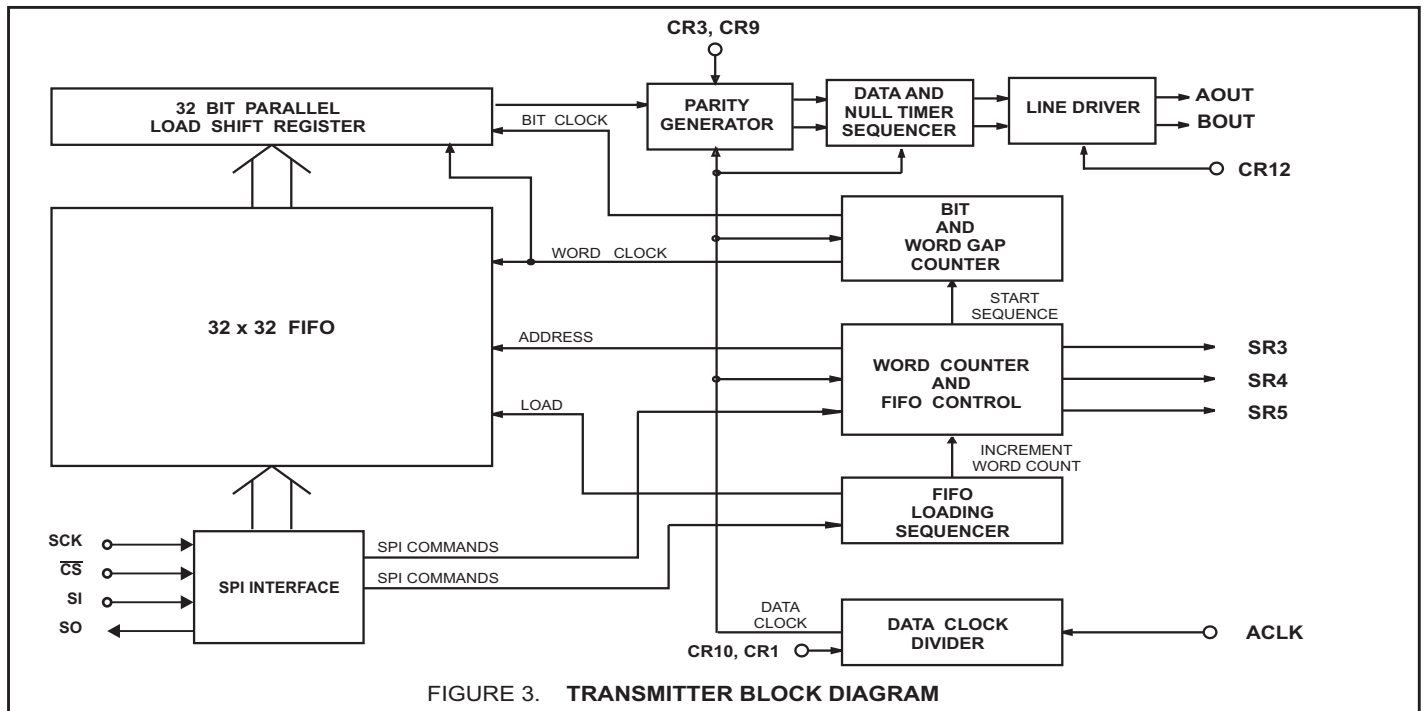 CR3, CR9
32 BIT PARALLEL
LOAD SHIFT REGISTER
BIT CLOCK
PARITY
GENERATOR
DATA AND
NULL TIMER
SEQUENCER
LINE DRIVER
AOUT
BOUT
CR12
BIT
AND
WORD GAP
COUNTER
WORD CLOCK
START
SEQUENCE
32 x 32 FIFO
ADDRESS
WORD COUNTER
AND
FIFO CONTROL
SR3
SR4
SR5
LOAD
INCREMENT
WORD COUNT
FIFO
LOADING
SEQUENCER
SCK
CS
SI
SO
SPI INTERFACE
SPI COMMANDS
SPI COMMANDS
DATA
CLOCK
DATA CLOCK
DIVIDER
ACLK
CR10, CR1
FIGURE 3. TRANSMITTER BLOCK DIAGRAM